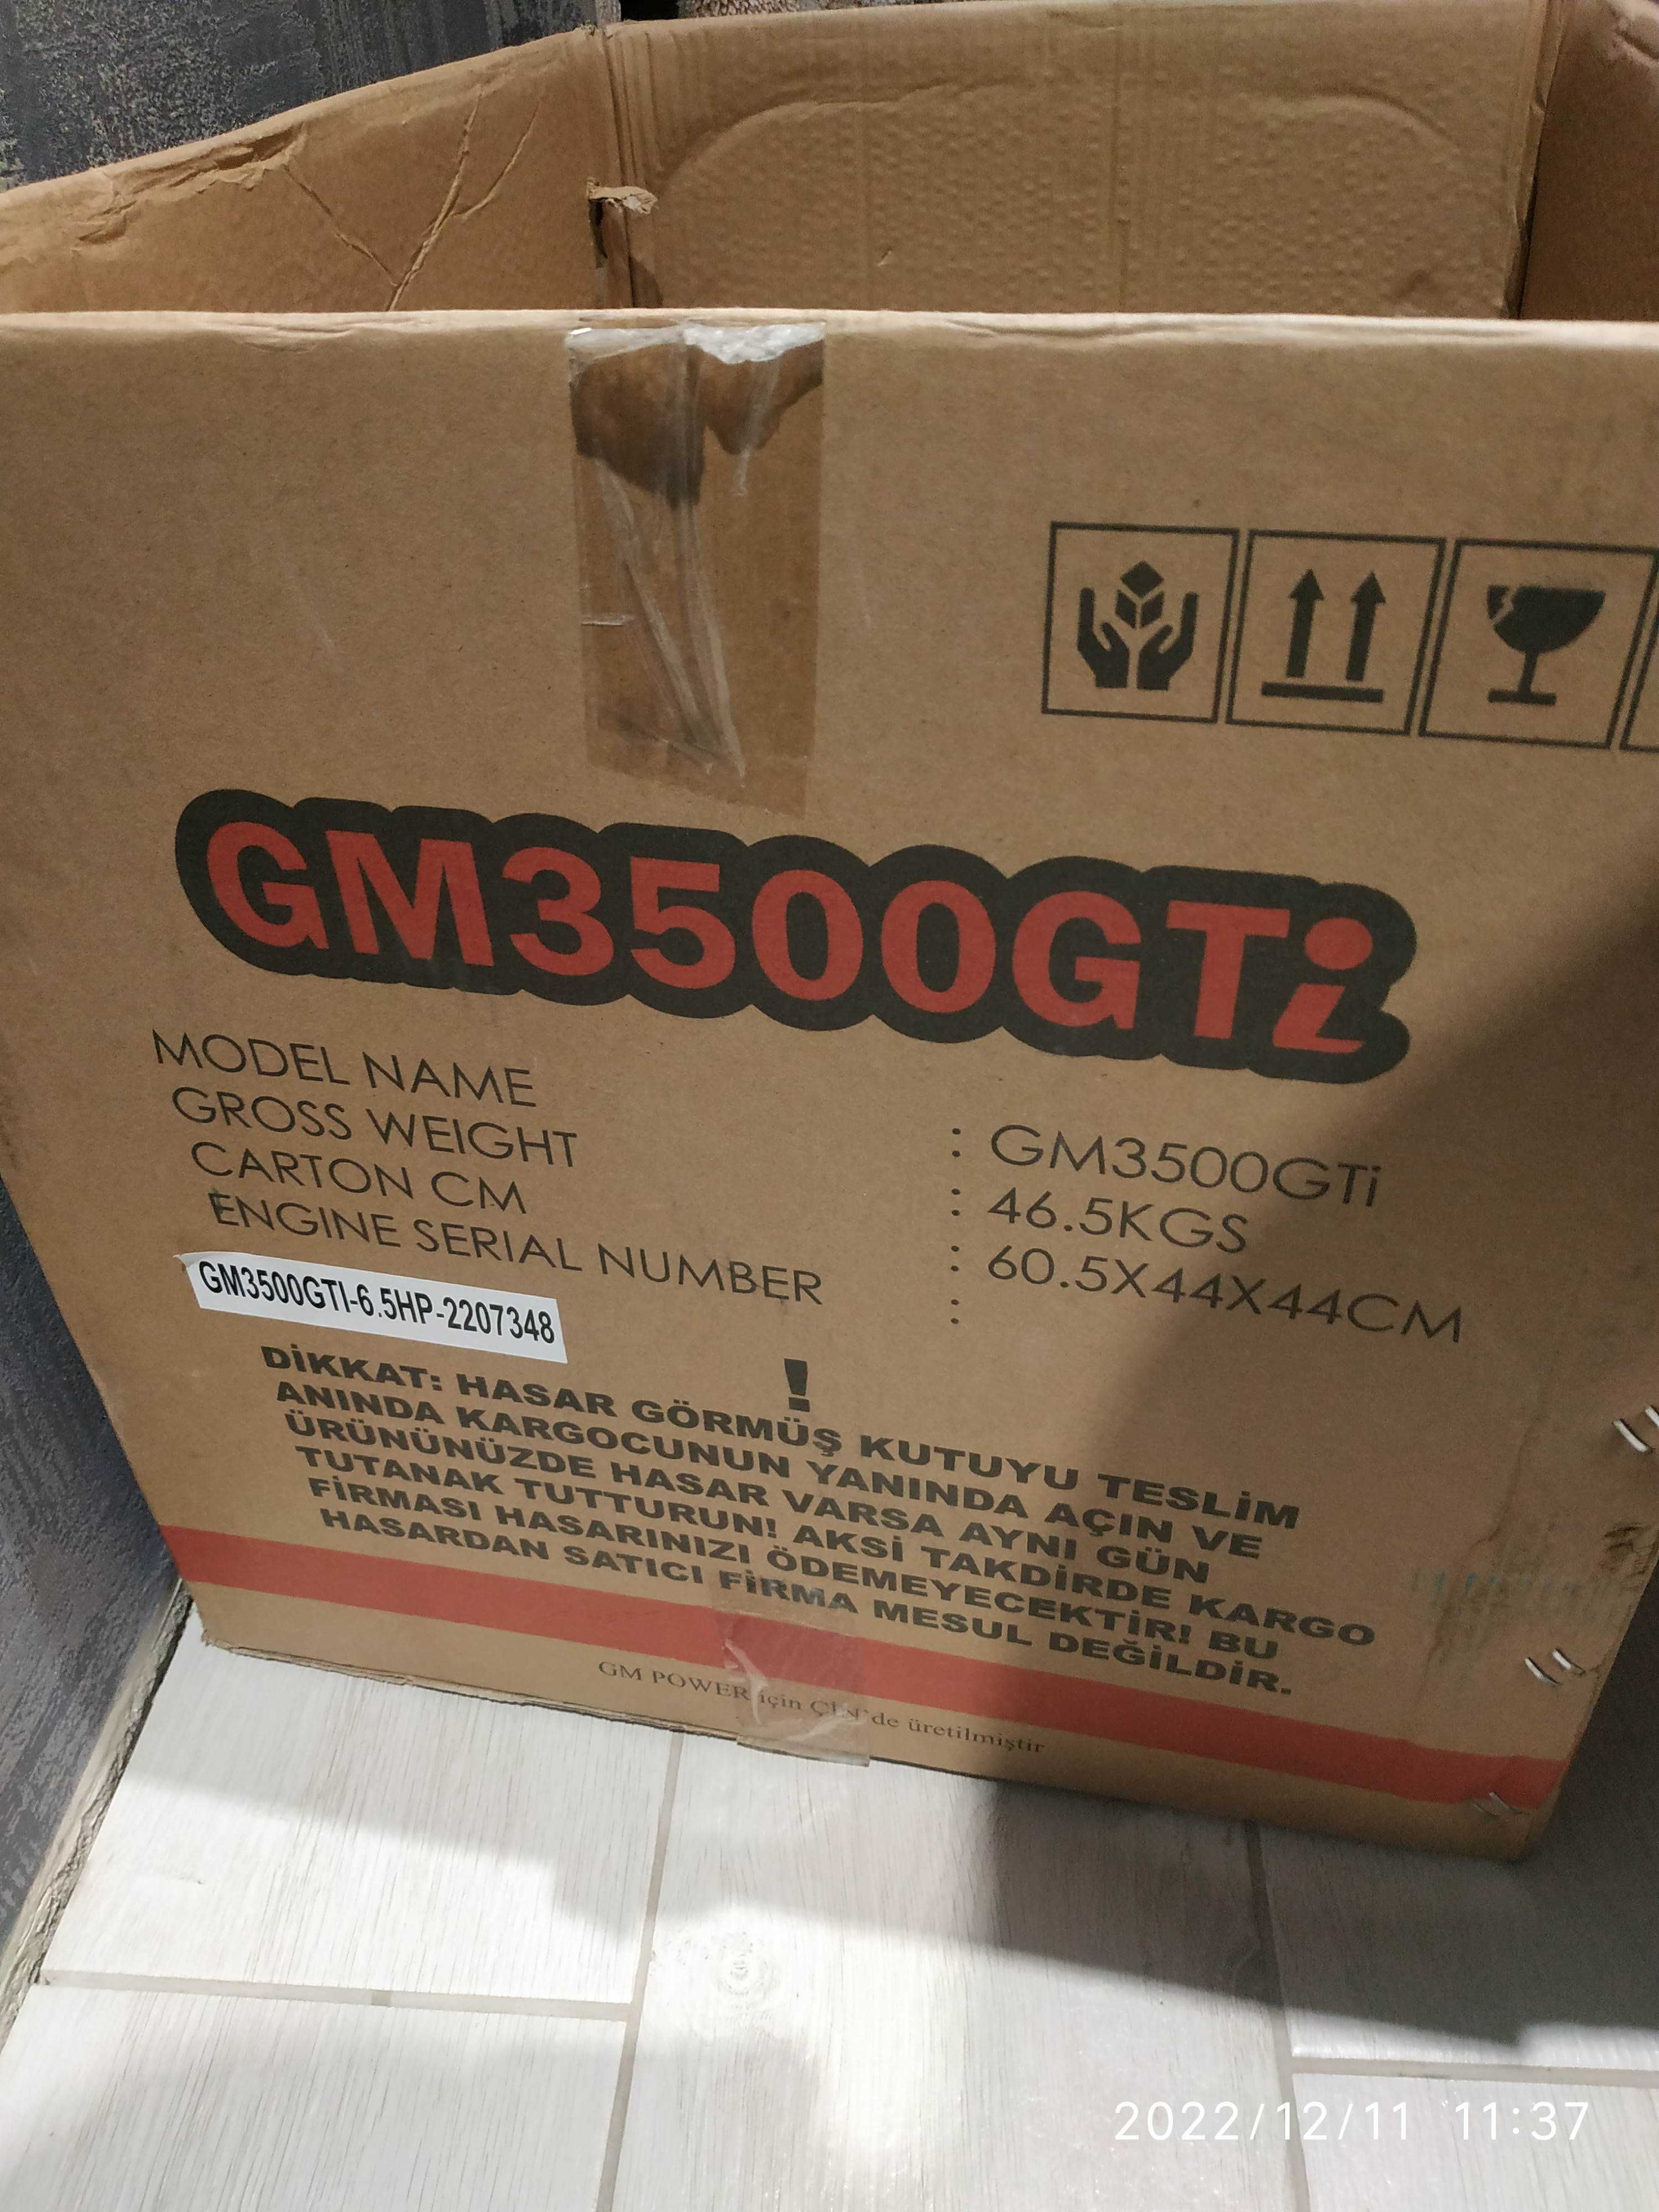 GM3500GTi
MODEL NAME : GM3500GTi
GROSS WEIGHT : 46.5KGS
CARTON CM : 60.5X44X44CM
ENGINE SERIAL NUMBER :
GM3500GTI-6.5HP-2207348
!
DİKKAT: HASAR GÖRMÜŞ KUTUYU TESLİM
ANINDA KARGOCUNUN YANINDA AÇIN VE
ÜRÜNÜNÜZDE HASAR VARSA AYNI GÜN
TUTANAK TUTTURUN! AKSİ TAKDİRDE KARGO
FİRMASI HASARINIZI ÖDEMEYECEKTİR! BU
HASARDAN SATICI FİRMA MESUL DEĞİLDİR.
GM POWER için ÇİN'de üretilmiştir
2022/12/11 11:37